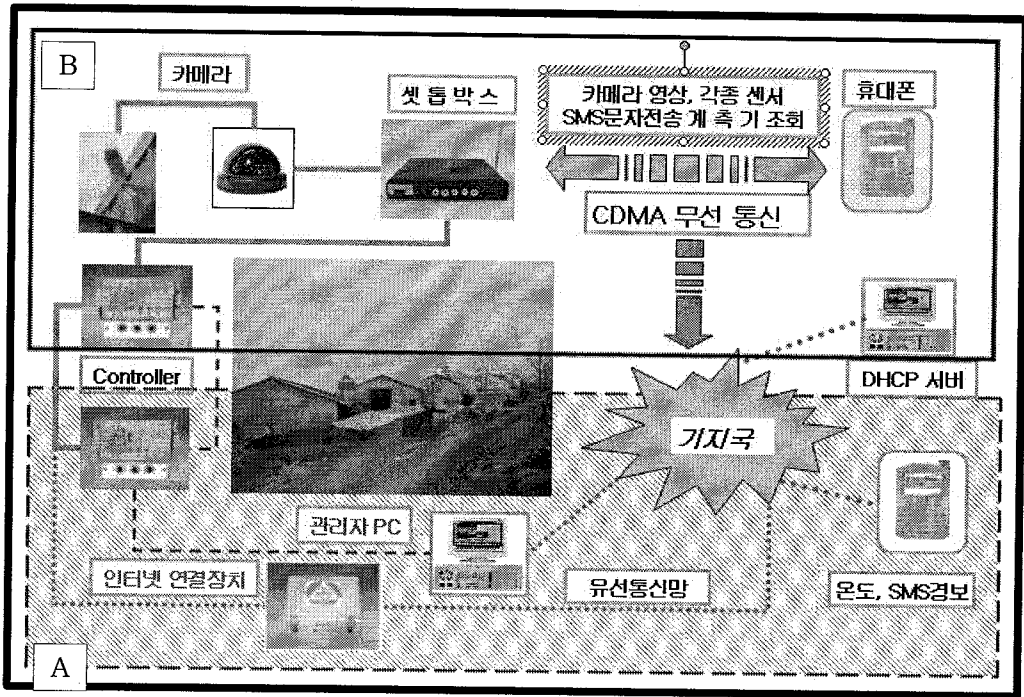 B
카메라
셋 톱 박 스
카메라 영상, 각종 센서
SMS문자전송 계 측 기 조회
휴대폰
CDMA 무선 통신
Controller
DHCP 서버
기지국
관리자 PC
인터넷 연결장치
유선통신망
온도, SMS경보
A